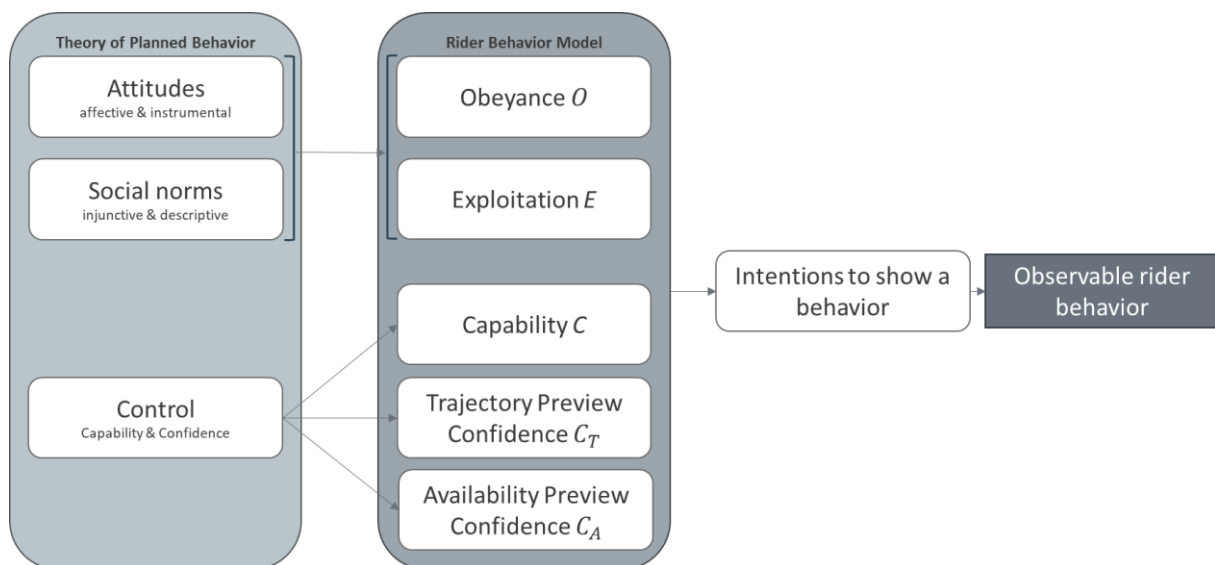 Theory of Planned Behavior
Attitudes
affective & instrumental
Social norms
injunctive & descriptive
Control
Capability & Confidence
Rider Behavior Model
Obeyance O
Exploitation E
Capability C
Trajectory Preview
Confidence C_T
Availability Preview
Confidence C_A
Intentions to show a
behavior
Observable rider
behavior